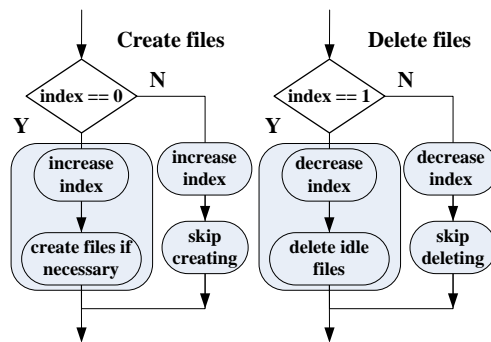 Create files
index == 0
N
Y
increase
index
increase
index
create files if
necessary
skip
creating
Delete files
index == 1
N
Y
decrease
index
decrease
index
delete idle
files
skip
deleting